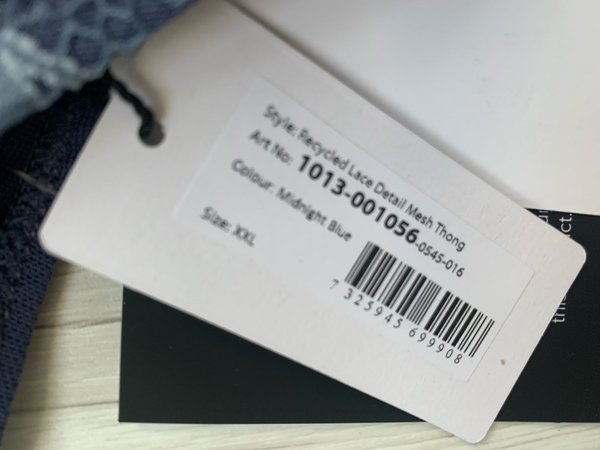 Style: Recycled Lace Detail Mesh Thong
Art No: 1013-001056-0545-016
Colour: Midnight Blue
Size: XXL
7 325945 699908